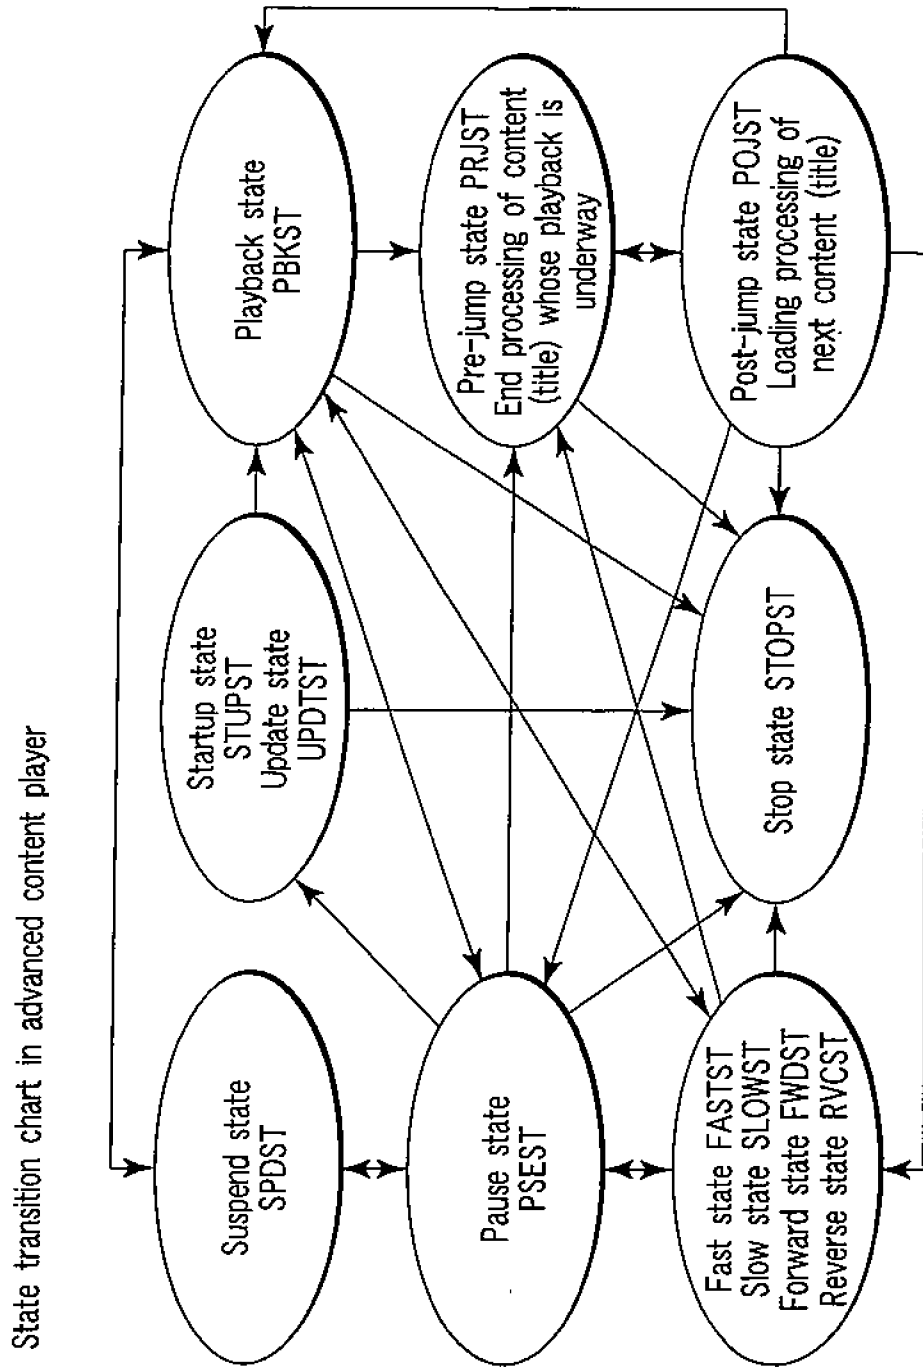 State transition chart in advanced content player
Suspend state
SPDST
Startup state
STUPST
Update state
UPDTST
Playback state
PBKST
Pause state
PSEST
Pre-jump state PRJST
End processing of content
(title) whose playback is
underway
Fast state FASTST
Slow state SLOWST
Forward state FWDST
Reverse state RVCST
Stop state STOPST
Post-jump state POJST
Loading processing of
next content (title)